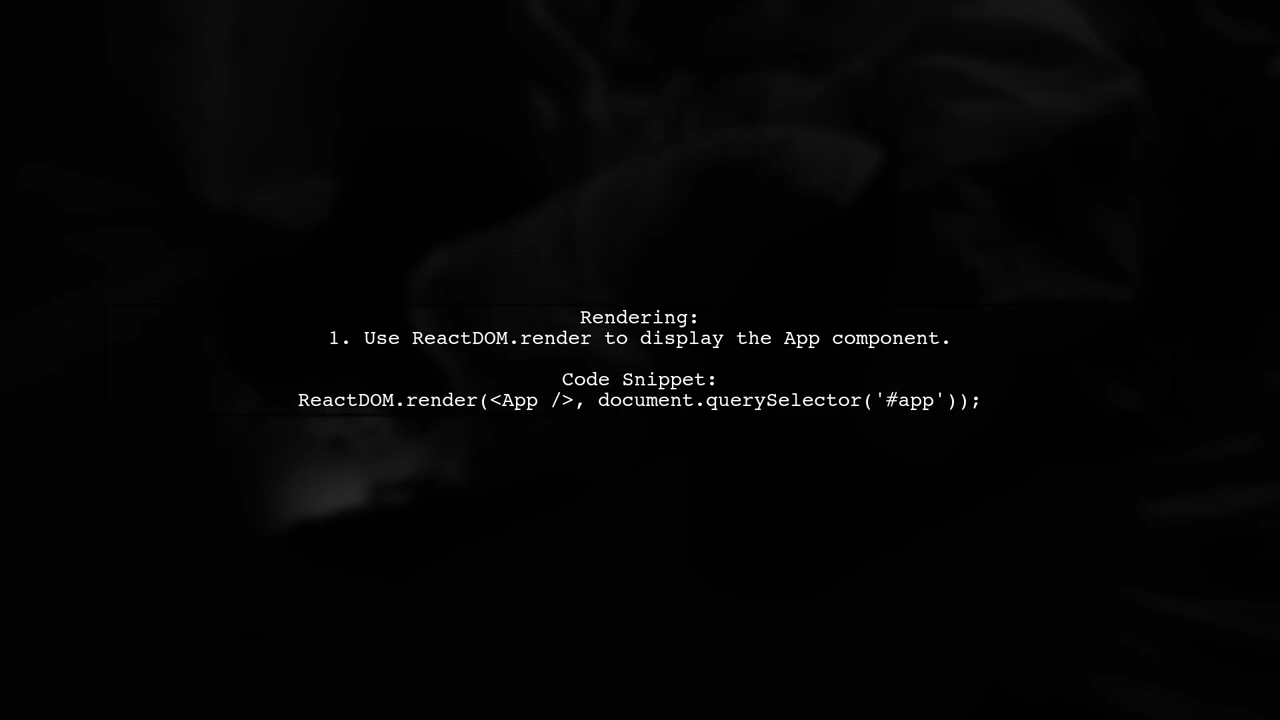 Rendering:
1. Use ReactDOM.render to display the App component.
Code Snippet:
ReactDOM.render(<App />, document.querySelector('#app'));